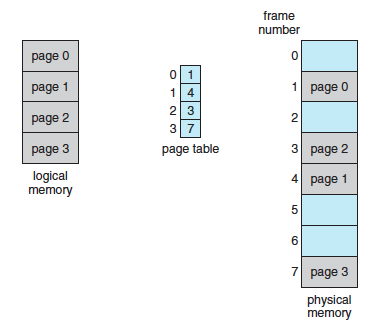 page 0
page 1
page 2
page 3
logical
memory
0 1
1 4
2 3
3 7
page table
frame
number
0
1 page 0
2
3 page 2
4 page 1
5
6
7 page 3
physical
memory